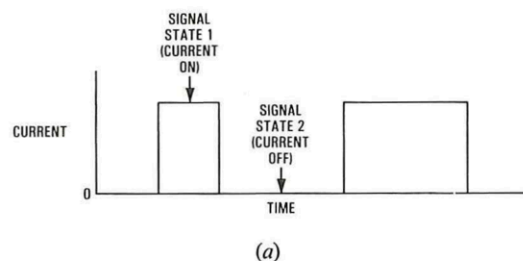 SIGNAL
STATE 1
(CURRENT
ON)
SIGNAL
STATE 2
(CURRENT
OFF)
CURRENT
0
TIME
(a)